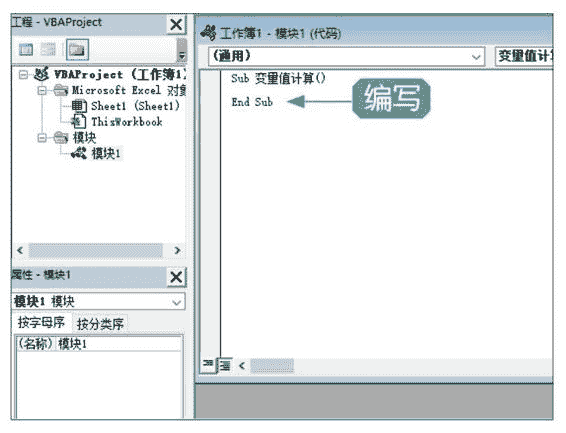 工程 - VBAProject
VBAProject (工作簿1)
Microsoft Excel 对象
Sheet1 (Sheet1)
ThisWorkbook
模块
模块1
属性 - 模块1
模块1 模块
按字母序 按分类序
(名称) 模块1
工作簿1 - 模块1 (代码)
(通用)
变量值计
Sub 变量值计算()
End Sub
编写